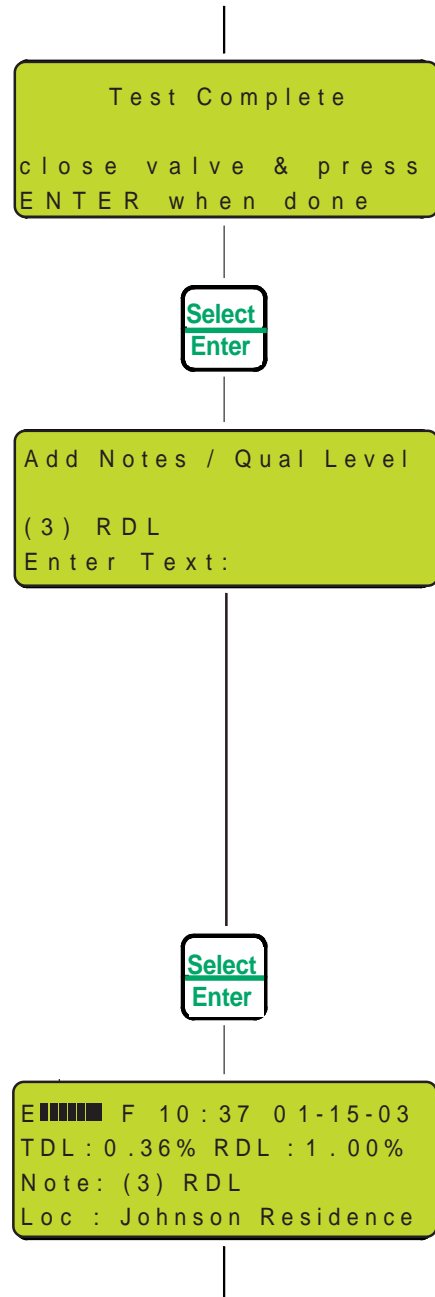 Test Complete
close valve & press
ENTER when done
Select
Enter
Add Notes / Qual Level
(3) RDL
Enter Text:
Select
Enter
E F 10:37 01-15-03
TDL:0.36% RDL :1.00%
Note: (3) RDL
Loc : Johnson Residence